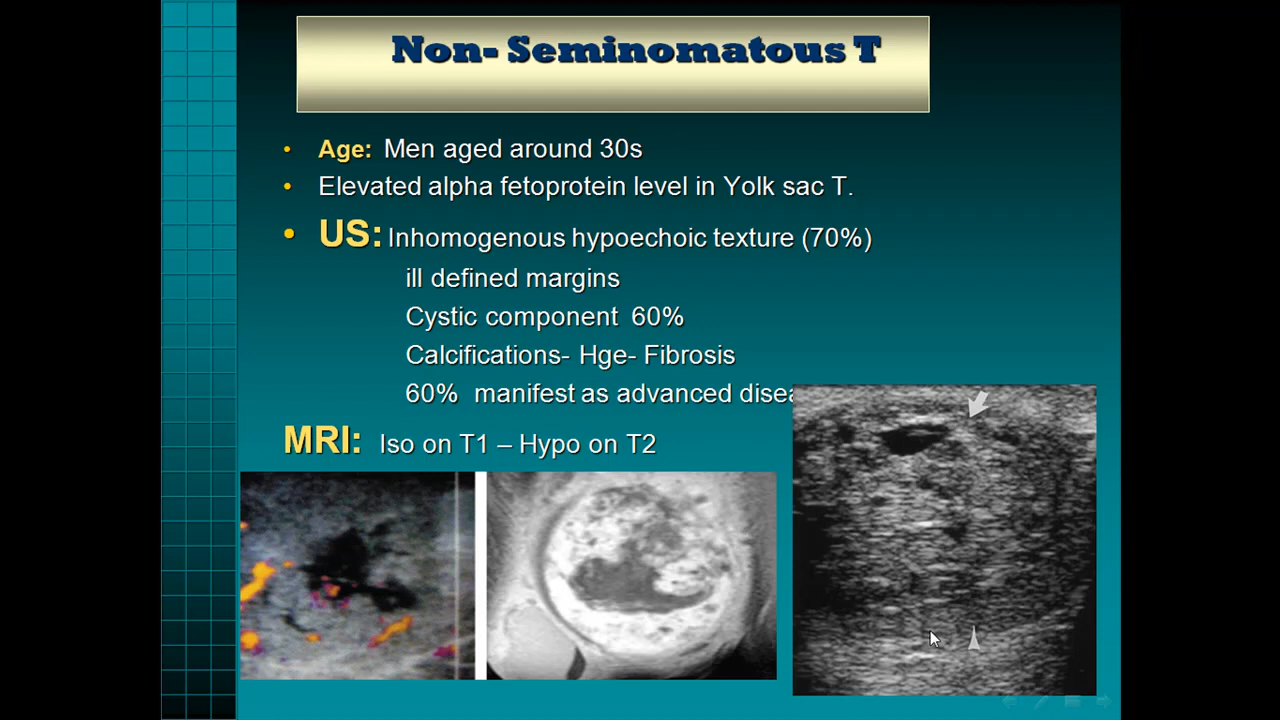 Non- Seminomatous T
• Age: Men aged around 30s
• Elevated alpha fetoprotein level in Yolk sac T.
• US: Inhomogenous hypoechoic texture (70%)
ill defined margins
Cystic component 60%
Calcifications- Hge- Fibrosis
60% manifest as advanced
MRI: Iso on T1 – Hypo on T2